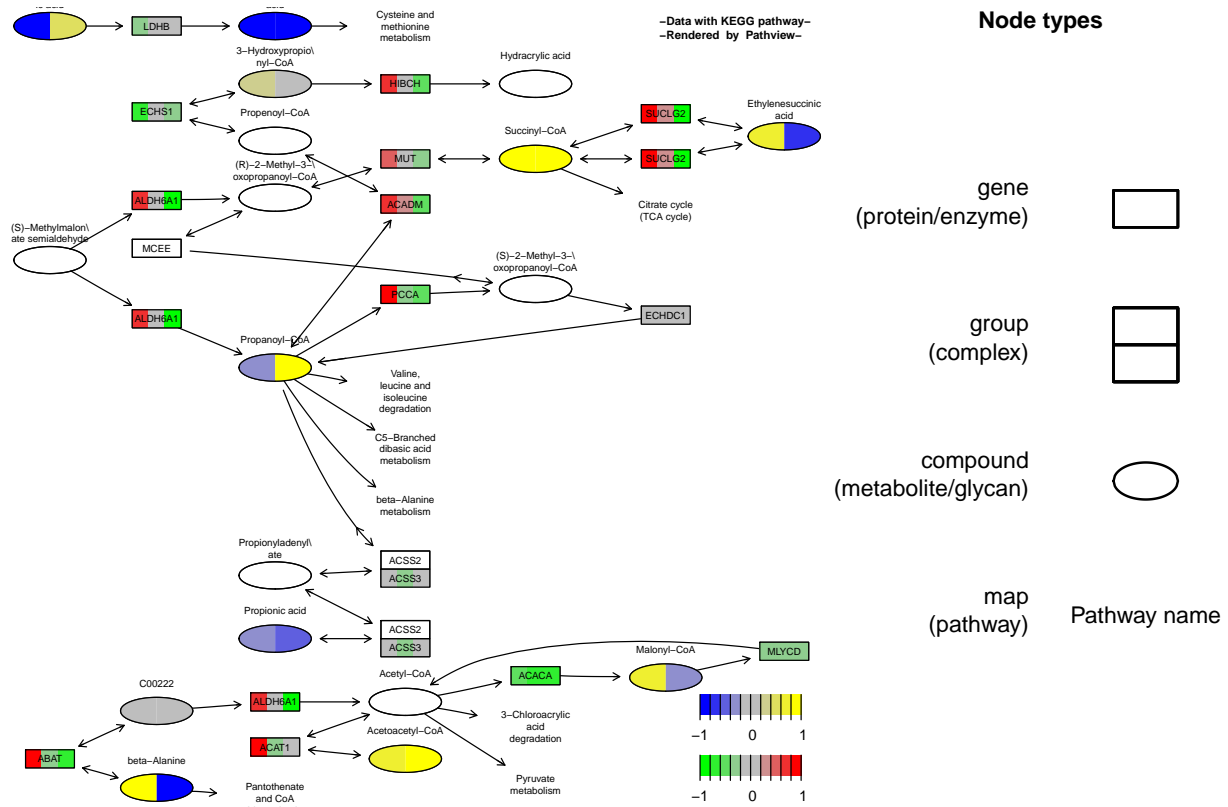 LDHB
Cysteine and
methionine
metabolism
−Data with KEGG pathway−
−Rendered by Pathview−
Node types
3−Hydroxypropio\
nyl−CoA
HIBCH
Hydracrylic acid
ECHS1
Propenoyl−CoA
SUCLG2
Ethylenesuccinic
acid
Succinyl−CoA
MUT
SUCLG2
(R)−2−Methyl−3−\
oxopropanoyl−CoA
ALDH6A1
ACADM
Citrate cycle
(TCA cycle)
gene
(protein/enzyme)
(S)−Methylmalon\
ate semialdehyde
MCEE
(S)−2−Methyl−3−\
oxopropanoyl−CoA
PCCA
ALDH6A1
ECHDC1
group
(complex)
Propanoyl−CoA
Valine,
leucine and
isoleucine
degradation
C5−Branched
dibasic acid
metabolism
compound
(metabolite/glycan)
beta−Alanine
metabolism
Propionyladenyl\
ate
ACSS2
ACSS3
Propionic acid
ACSS2
ACSS3
map
(pathway)
Pathway name
Acetyl−CoA
Malonyl−CoA
MLYCD
ACACA
C00222
ALDH6A1
3−Chloroacrylic
acid
degradation
−1 0 1
ACAT1
Acetoacetyl−CoA
ABAT
beta−Alanine
Pantothenate
and CoA
Pyruvate
metabolism
−1 0 1